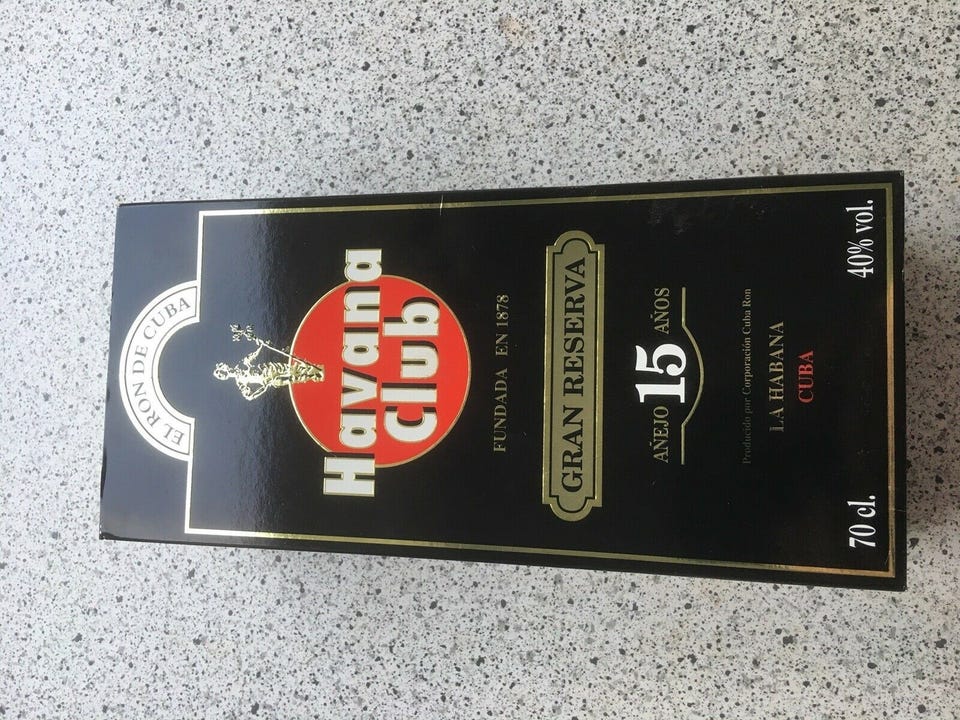 EL RON DE CUBA
Havana
Club
FUNDADA EN 1878
GRAN RESERVA
AÑEJO 15 AÑOS
Producido por Corporación Cuba Ron
LA HABANA
CUBA
70 cl. 40% vol.